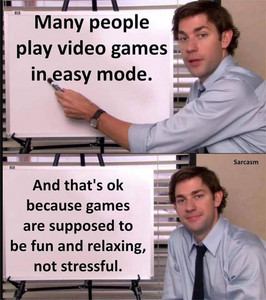 Many people
play video games
in easy mode.
Sarcasm
And that's ok
because games
are supposed to
be fun and relaxing,
not stressful.